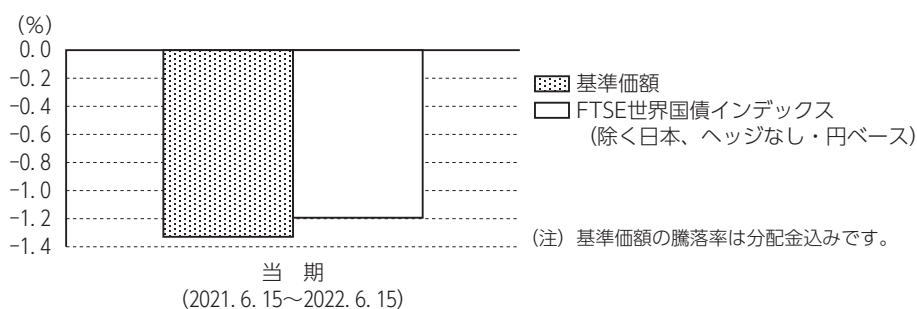 (%)
0.0
-0.2
-0.4
-0.6
-0.8
-1.0
-1.2
-1.4
基準価額
FTSE世界国債インデックス
（除く日本、ヘッジなし・円ベース）
（注）基準価額の騰落率は分配金込みです。
当　期
(2021. 6. 15～2022. 6. 15)